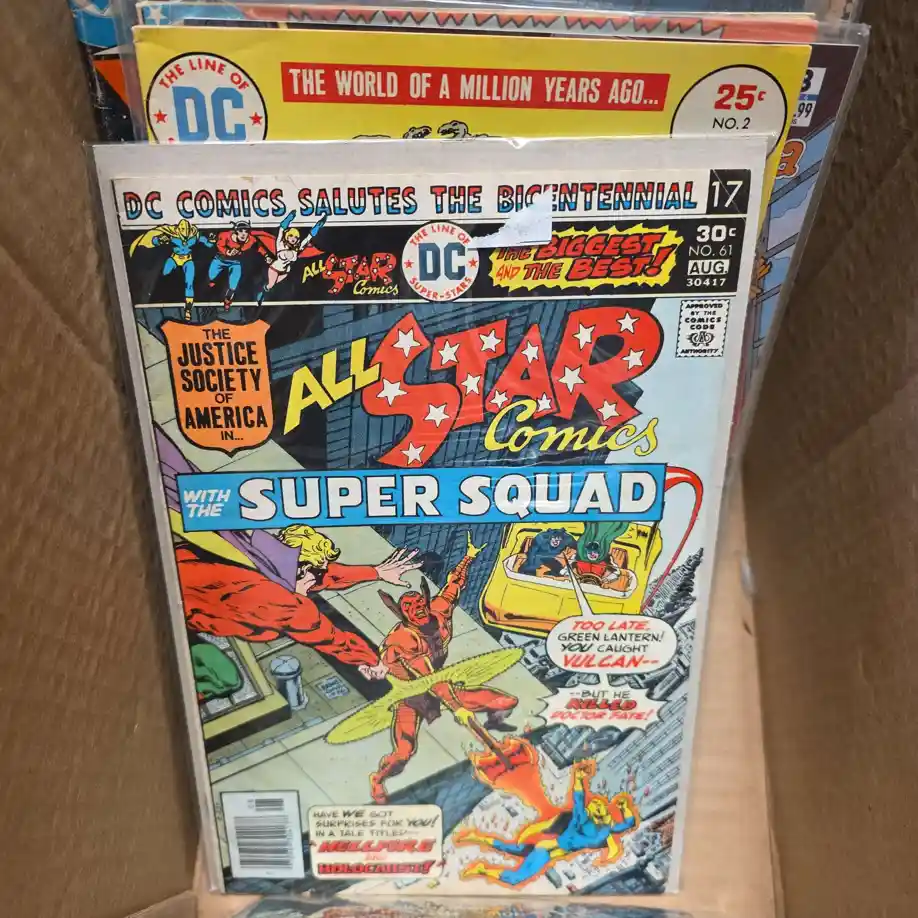 THE WORLD OF A MILLION YEARS AGO...
THE LINE OF
DC
25¢
NO. 2
DC COMICS SALUTES THE BICENTENNIAL 17
ALL STAR
Comics
THE LINE OF
DC
SUPER-STARS
THE BIGGEST
AND THE BEST!
30¢
NO. 61
AUG.
30417
APPROVED
BY THE
COMICS
CODE
AUTHORITY
THE
JUSTICE
SOCIETY
OF
AMERICA
IN...
ALL STAR
Comics
WITH THE SUPER SQUAD
TOO LATE,
GREEN LANTERN!
YOU CAUGHT
VULCAN--
--BUT HE
KILLED
DOCTOR FATE!
HAVE WE GOT
SURPRISES FOR YOU!
IN A TALE TITLED--
HELLFIRE
AND
HOLOCAUST!